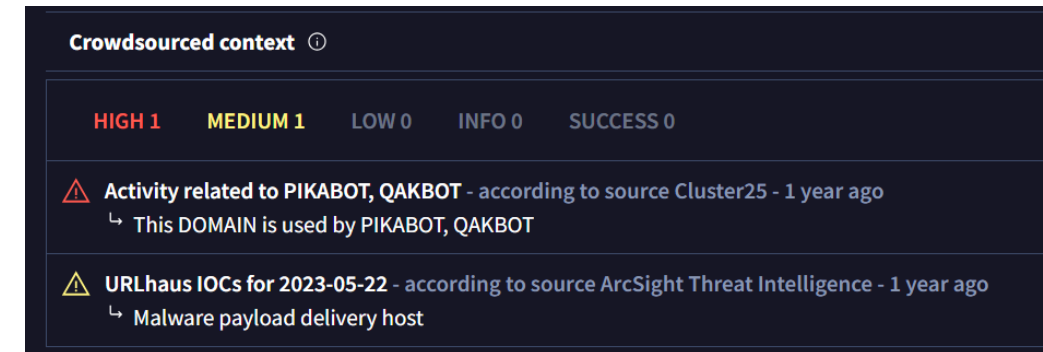 Crowdsourced context
HIGH 1 MEDIUM 1 LOW 0 INFO 0 SUCCESS 0
Activity related to PIKABOT, QAKBOT - according to source Cluster25 - 1 year ago
↳ This DOMAIN is used by PIKABOT, QAKBOT
URLhaus IOCs for 2023-05-22 - according to source ArcSight Threat Intelligence - 1 year ago
↳ Malware payload delivery host